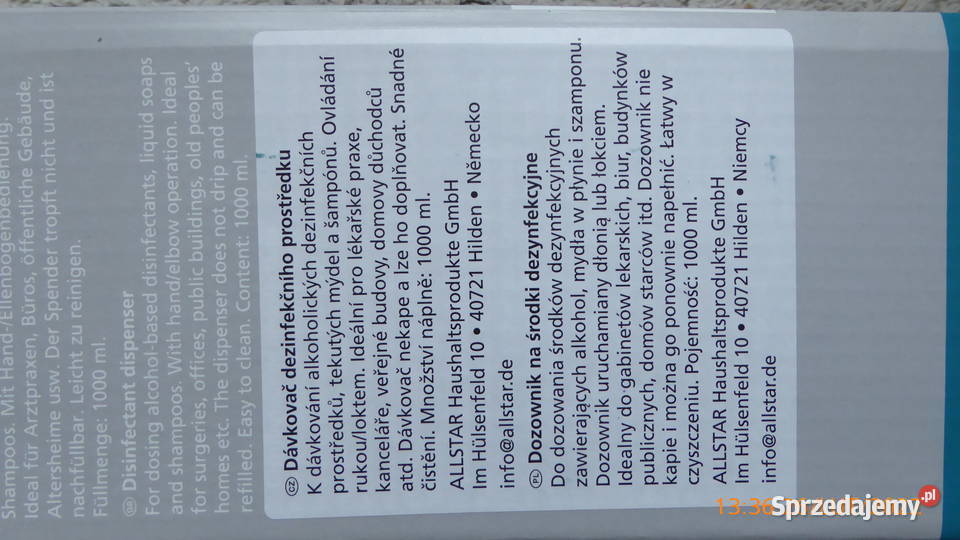 Shampoos. Mit Hand-/Ellenbogenbedienung.
Ideal für Arztpraxen, Büros, öffentliche Gebäude,
Altersheime usw. Der Spender tropft nicht und ist
nachfüllbar. Leicht zu reinigen.
Füllmenge: 1000 ml.
GB Disinfectant dispenser
For dosing alcohol-based disinfectants, liquid soaps
and shampoos. With hand/elbow operation. Ideal
for surgeries, offices, public buildings, old peoples’
homes etc. The dispenser does not drip and can be
refilled. Easy to clean. Content: 1000 ml.
CZ Dávkovač dezinfekčního prostředku
K dávkování alkoholických dezinfekčních
prostředků, tekutých mýdel a šampónů. Ovládání
rukou/loktem. Ideální pro lékařské praxe,
kanceláře, veřejné budovy, domovy důchodců
atd. Dávkovač nekape a lze ho doplňovat. Snadné
čistění. Množství náplně: 1000 ml.
ALLSTAR Haushaltsprodukte GmbH
Im Hülsenfeld 10 • 40721 Hilden • Německo
info@allstar.de
PL Dozownik na środki dezynfekcyjne
Do dozowania środków dezynfekcyjnych
zawierających alkohol, mydła w płynie i szamponu.
Dozownik uruchamiany dłonią lub łokciem.
Idealny do gabinetów lekarskich, biur, budynków
publicznych, domów starców itd. Dozownik nie
kapie i można go ponownie napełnić. Łatwy w
czyszczeniu. Pojemność: 1000 ml.
ALLSTAR Haushaltsprodukte GmbH
Im Hülsenfeld 10 • 40721 Hilden • Niemcy
info@allstar.de
13:36
Sprzedajemy.pl